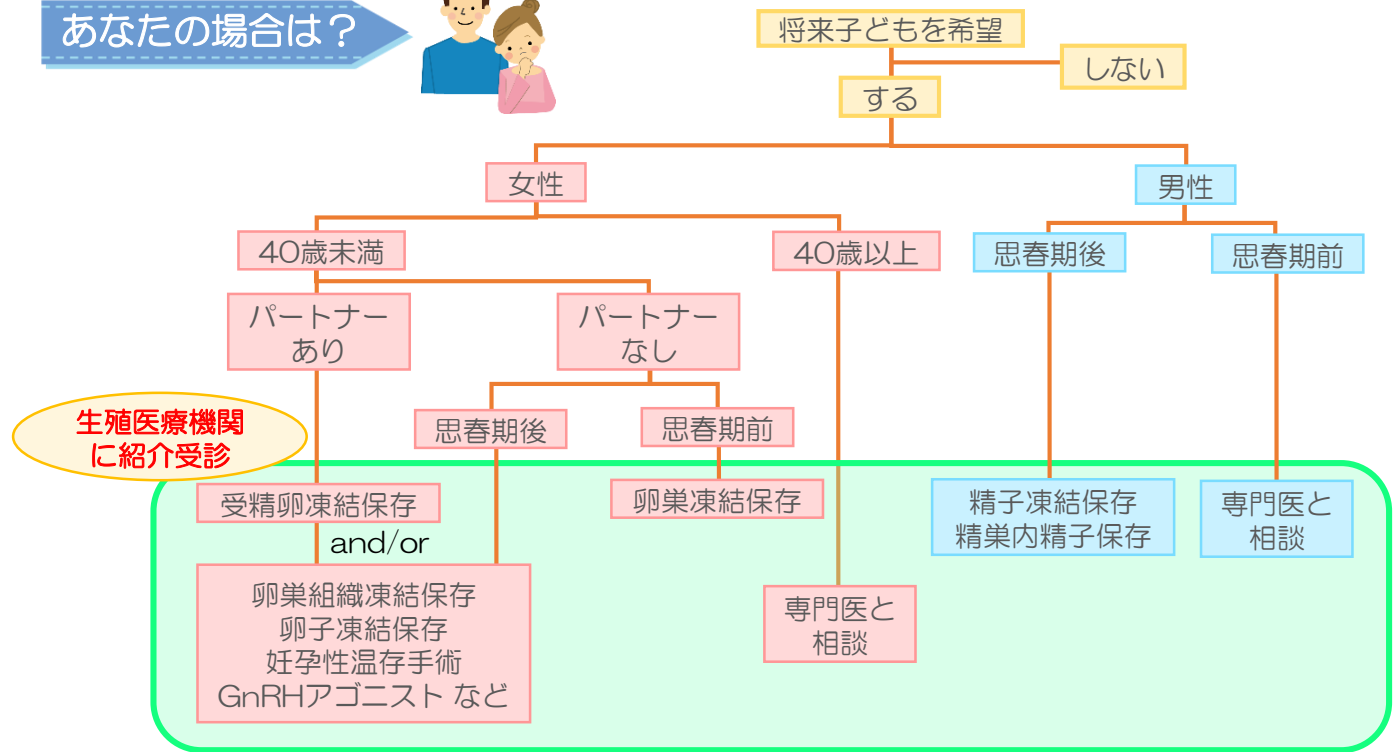 あなたの場合は？
将来子どもを希望
しない
する
女性
男性
40歳未満
40歳以上
思春期後
思春期前
パートナー
あり
パートナー
なし
生殖医療機関
に紹介受診
思春期後
思春期前
受精卵凍結保存
卵巣凍結保存
精子凍結保存
精巣内精子保存
専門医と
相談
and/or
卵巣組織凍結保存
卵子凍結保存
妊孕性温存手術
GnRHアゴニスト など
専門医と
相談